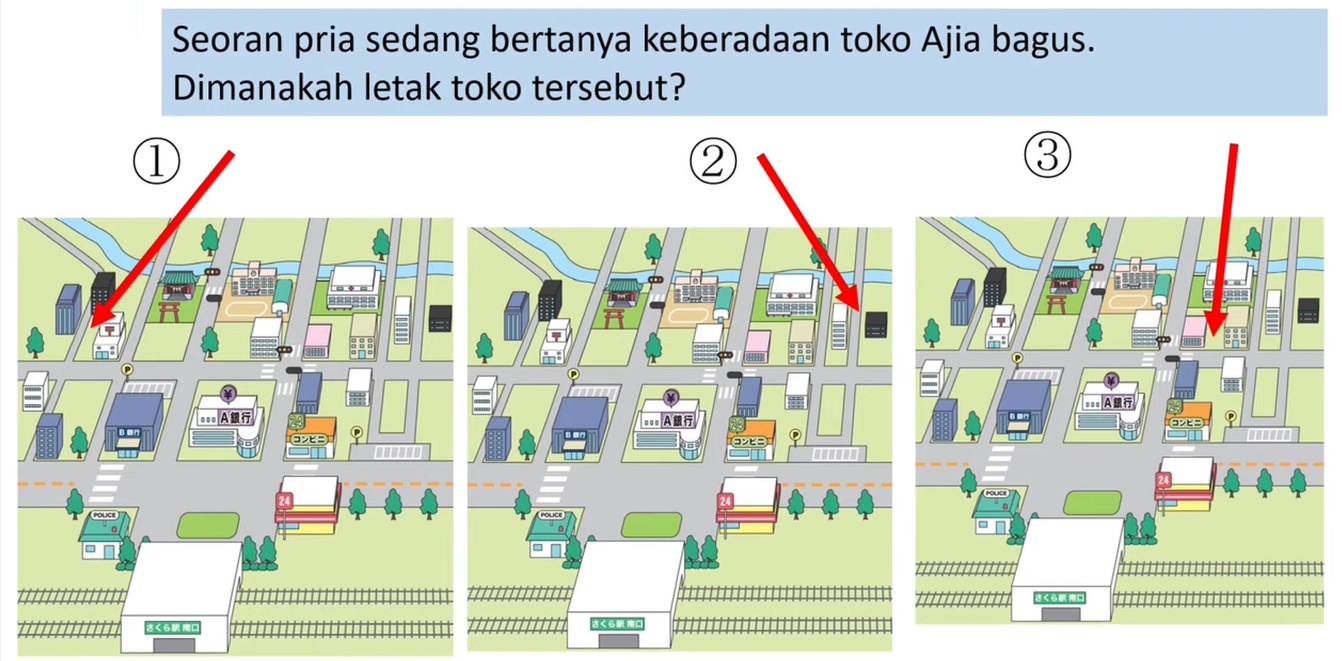 Seoran pria sedang bertanya keberadaan toko Ajia bagus.
Dimanakah letak toko tersebut?
①
②
③
P
¥
A銀行
B銀行
コンビニ
P
24
POLICE
さくら駅 南口
P
¥
A銀行
B銀行
コンビニ
P
24
POLICE
さくら駅 南口
P
¥
A銀行
B銀行
コンビニ
P
24
POLICE
さくら駅 南口